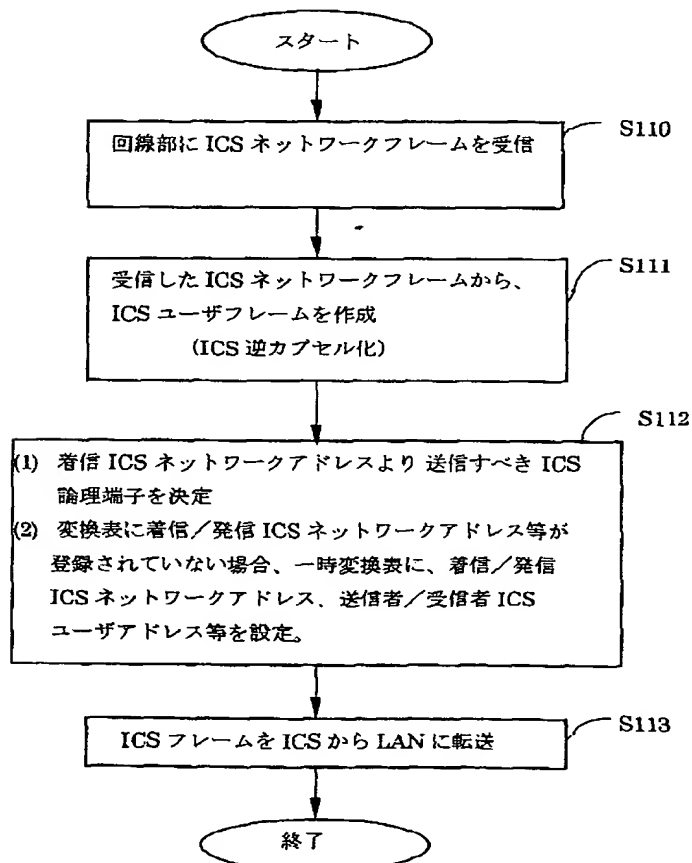 スタート
回線部に ICS ネットワークフレームを受信
S110
受信した ICS ネットワークフレームから、
ICS ユーザフレームを作成
(ICS 逆カプセル化)
S111
S112
(1) 着信 ICS ネットワークアドレスより 送信すべき ICS
論理端子を決定
(2) 変換表に着信/発信 ICS ネットワークアドレス等が
登録されていない場合、一時変換表に、着信/発信
ICS ネットワークアドレス、送信者/受信者 ICS
ユーザアドレス等を設定。
ICS フレームを ICS から LAN に転送
S113
終了